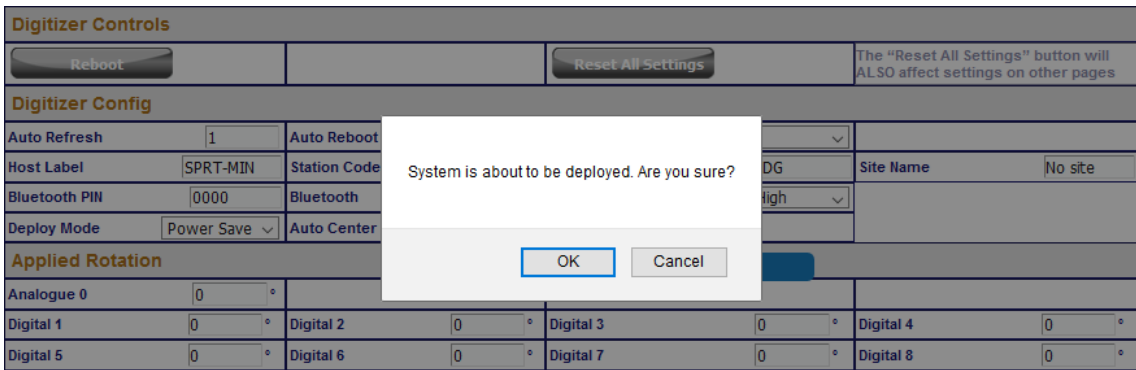 Digitizer Controls
Reboot
Reset All Settings
The “Reset All Settings” button will
ALSO affect settings on other pages
Digitizer Config
Auto Refresh 1 Auto Reboot
Host Label SPRT-MIN Station Code DG Site Name No site
System is about to be deployed. Are you sure?
Bluetooth PIN 0000 Bluetooth High
Deploy Mode Power Save Auto Center
OK Cancel
Applied Rotation
Analogue 0 0 °
Digital 1 0 ° Digital 2 0 ° Digital 3 0 ° Digital 4 0 °
Digital 5 0 ° Digital 6 0 ° Digital 7 0 ° Digital 8 0 °